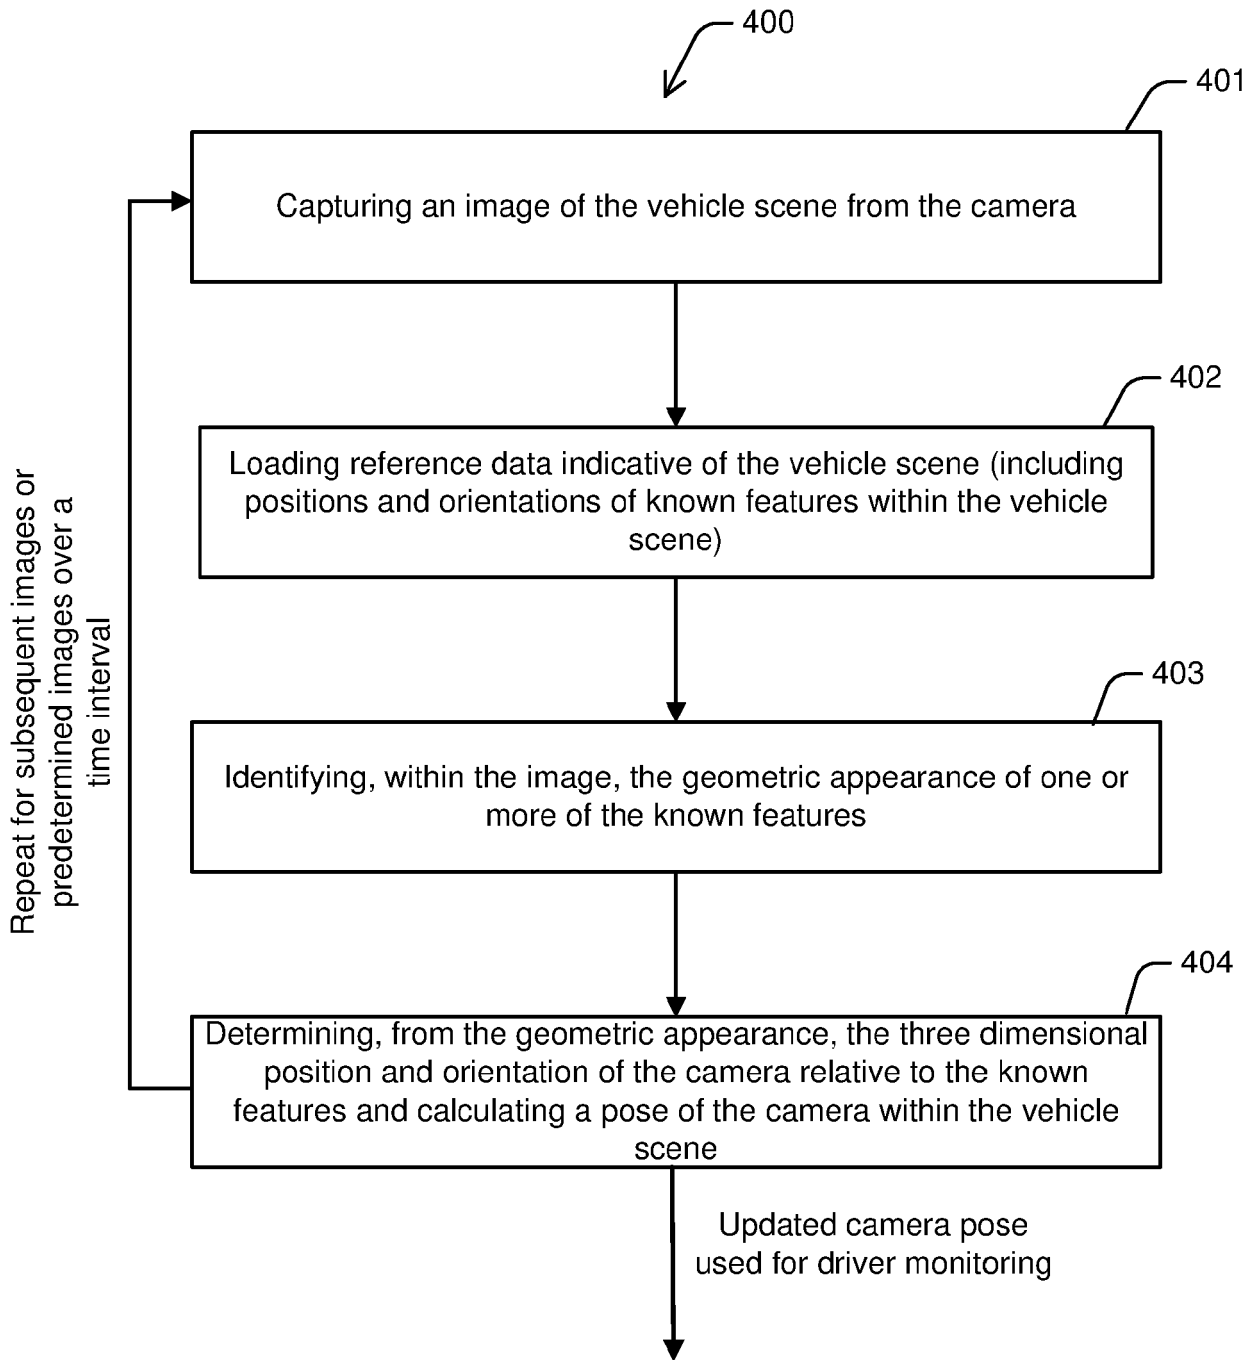 400
401
Capturing an image of the vehicle scene from the camera
402
Loading reference data indicative of the vehicle scene (including
positions and orientations of known features within the vehicle
scene)
403
Identifying, within the image, the geometric appearance of one or
more of the known features
404
Determining, from the geometric appearance, the three dimensional
position and orientation of the camera relative to the known
features and calculating a pose of the camera within the vehicle
scene
Repeat for subsequent images or
predetermined images over a
time interval
Updated camera pose
used for driver monitoring